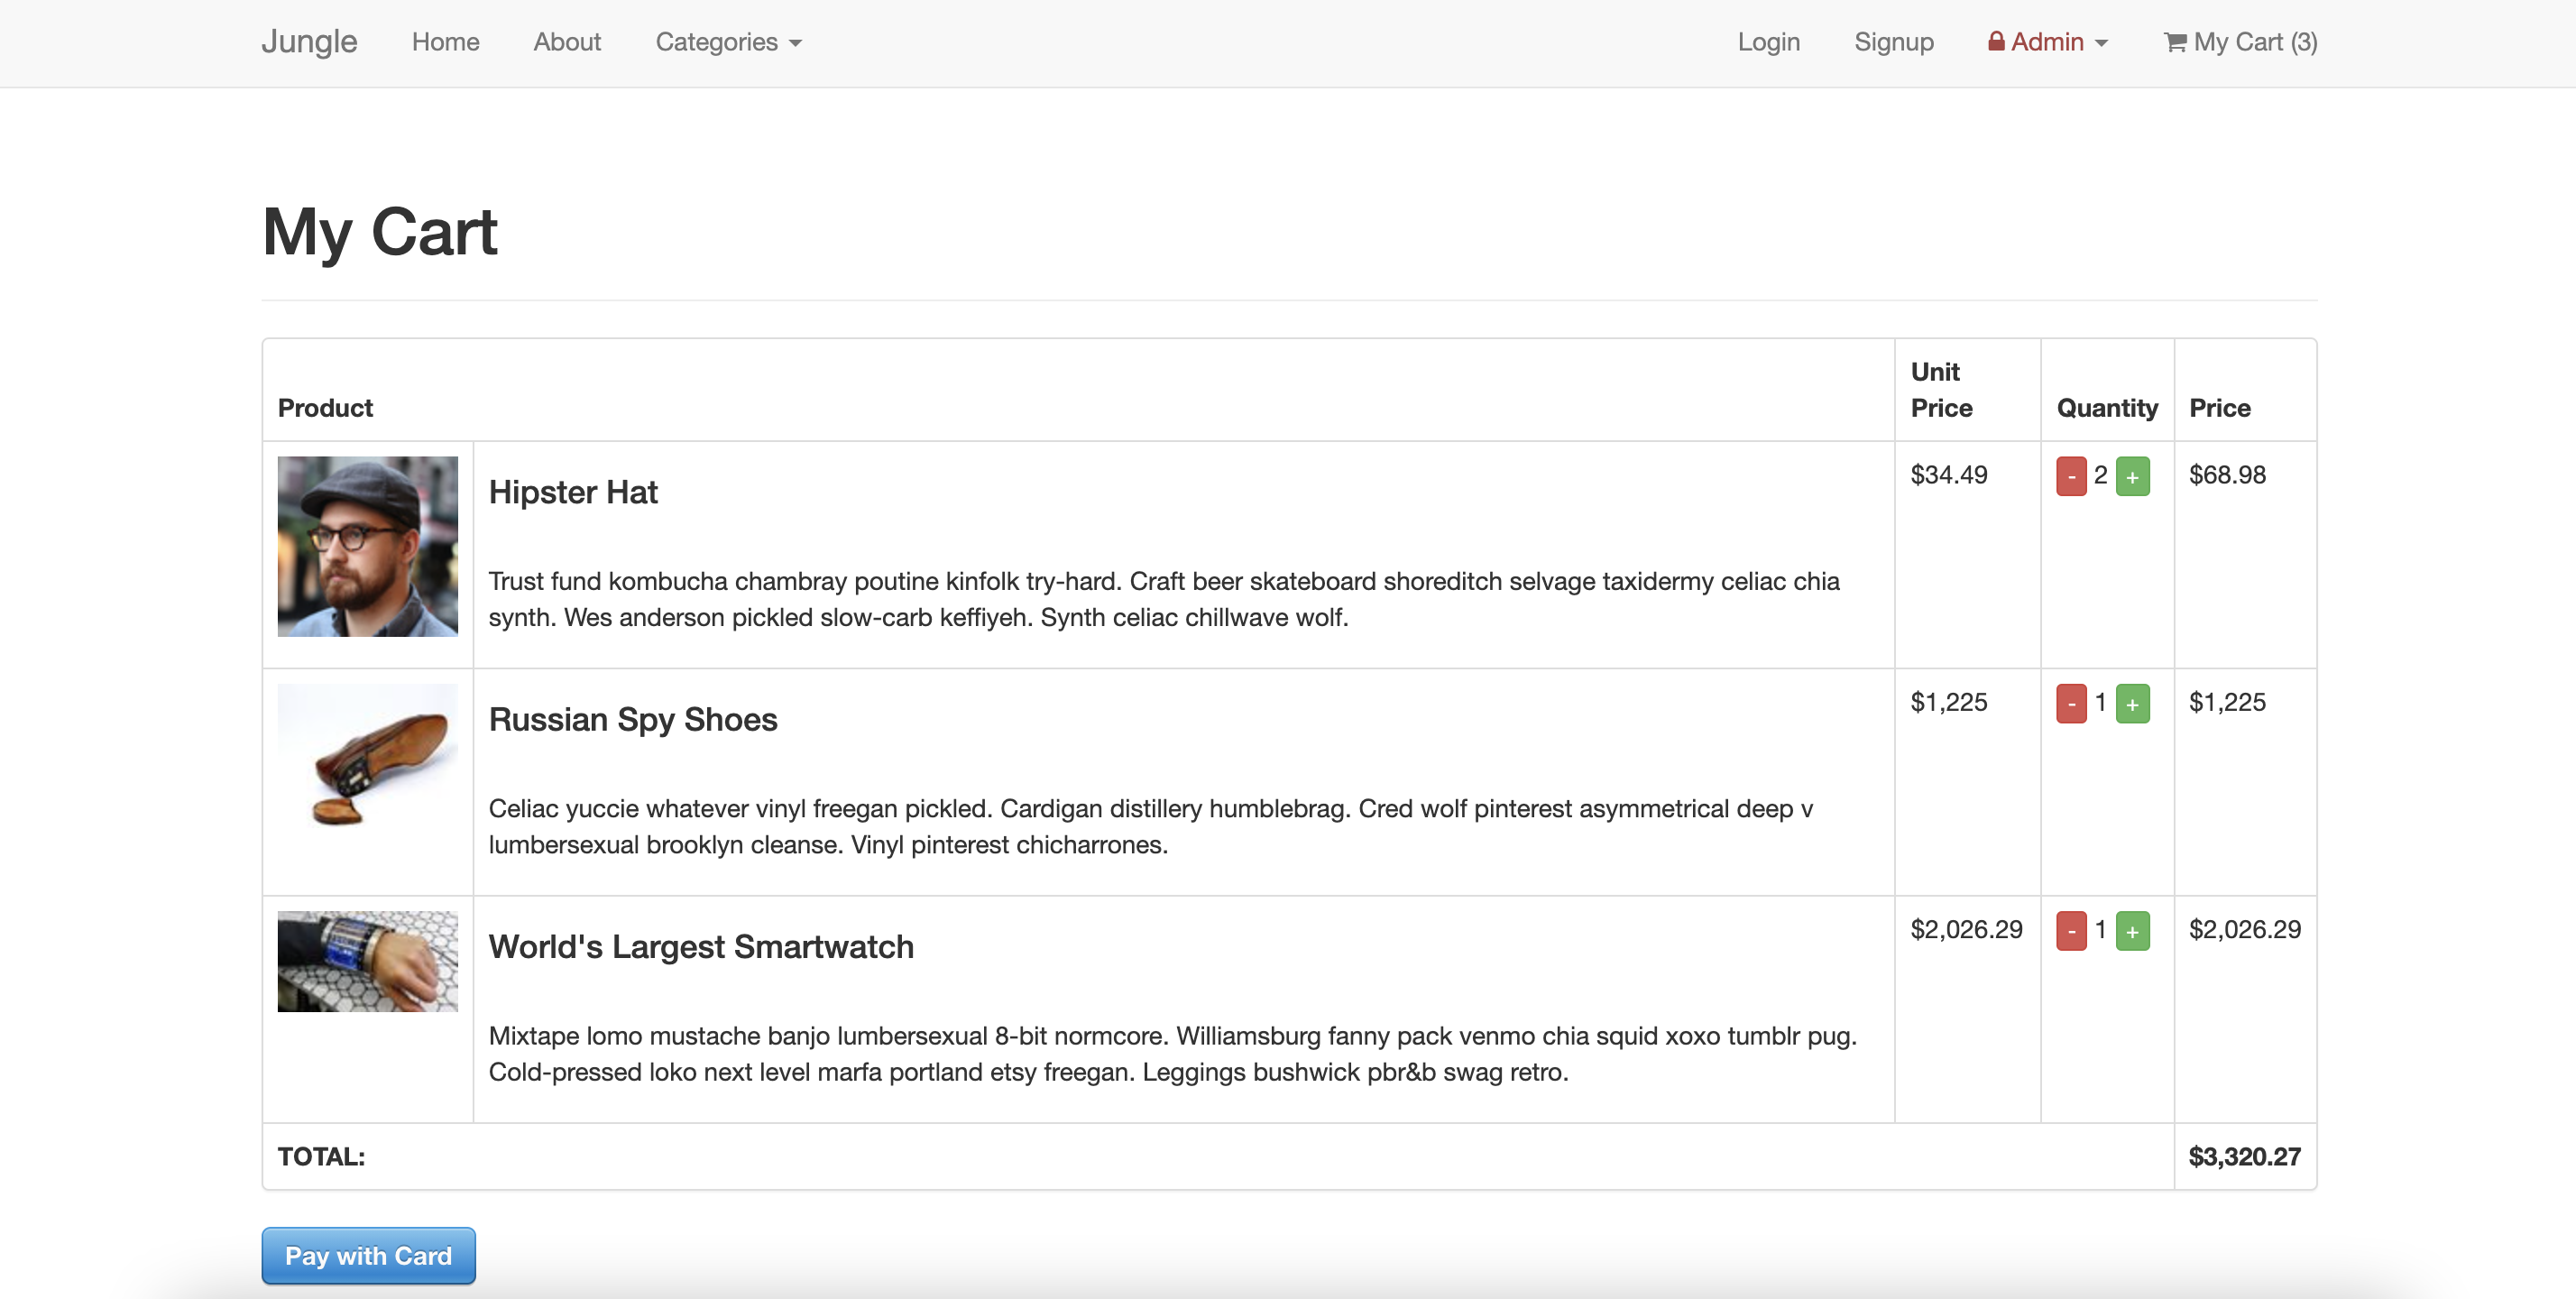 Jungle Home About Categories Login Signup Admin My Cart (3)
My Cart
Product Unit Price Quantity Price
Hipster Hat $34.49 - 2 + $68.98
Trust fund kombucha chambray poutine kinfolk try-hard. Craft beer skateboard shoreditch selvage taxidermy celiac chia
synth. Wes anderson pickled slow-carb keffiyeh. Synth celiac chillwave wolf.
Russian Spy Shoes $1,225 - 1 + $1,225
Celiac yuccie whatever vinyl freegan pickled. Cardigan distillery humblebrag. Cred wolf pinterest asymmetrical deep v
lumbersexual brooklyn cleanse. Vinyl pinterest chicharrones.
World's Largest Smartwatch $2,026.29 - 1 + $2,026.29
Mixtape lomo mustache banjo lumbersexual 8-bit normcore. Williamsburg fanny pack venmo chia squid xoxo tumblr pug.
Cold-pressed loko next level marfa portland etsy freegan. Leggings bushwick pbr&b swag retro.
TOTAL: $3,320.27
Pay with Card